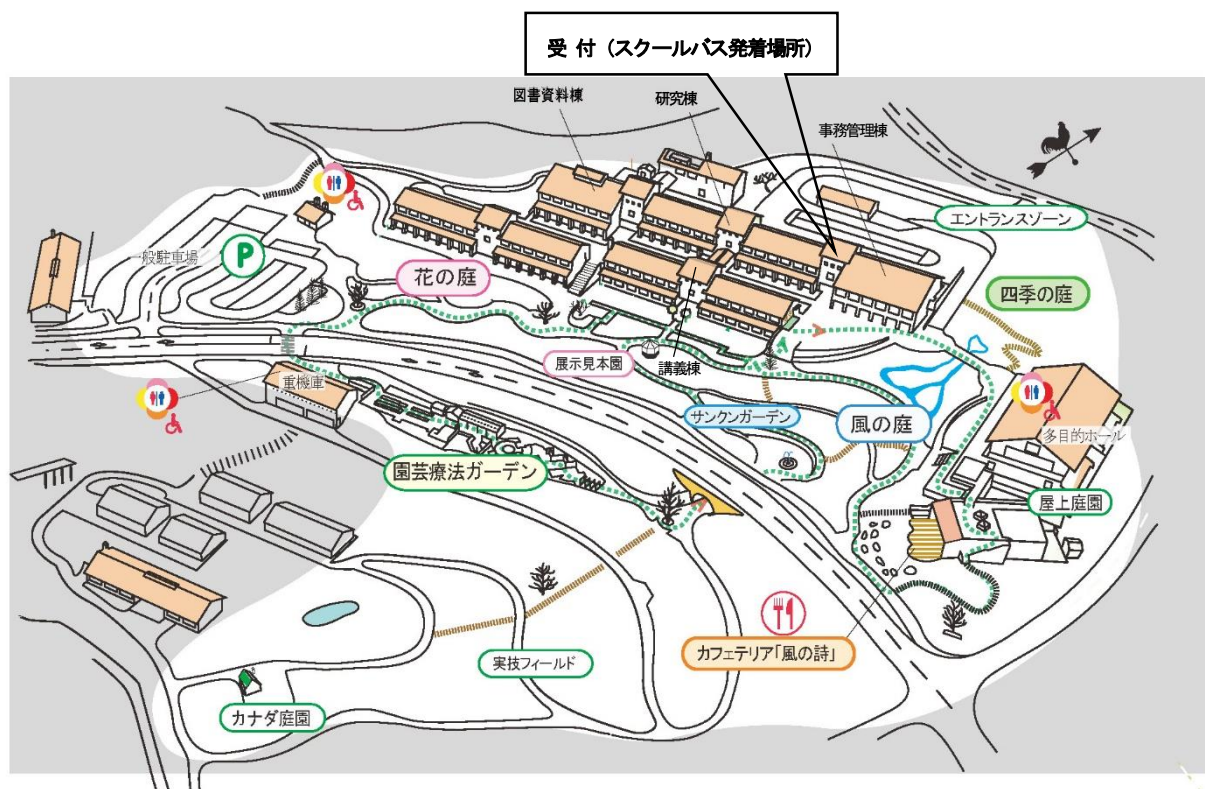 受 付（スクールバス発着場所）
図書資料棟
研究棟
事務管理棟
エントランスゾーン
一般駐車場
P
花の庭
四季の庭
展示見本園
講義棟
重機庫
サンクンガーデン
風の庭
多目的ホール
園芸療法ガーデン
屋上庭園
カフェテリア「風の詩」
実技フィールド
カナダ庭園